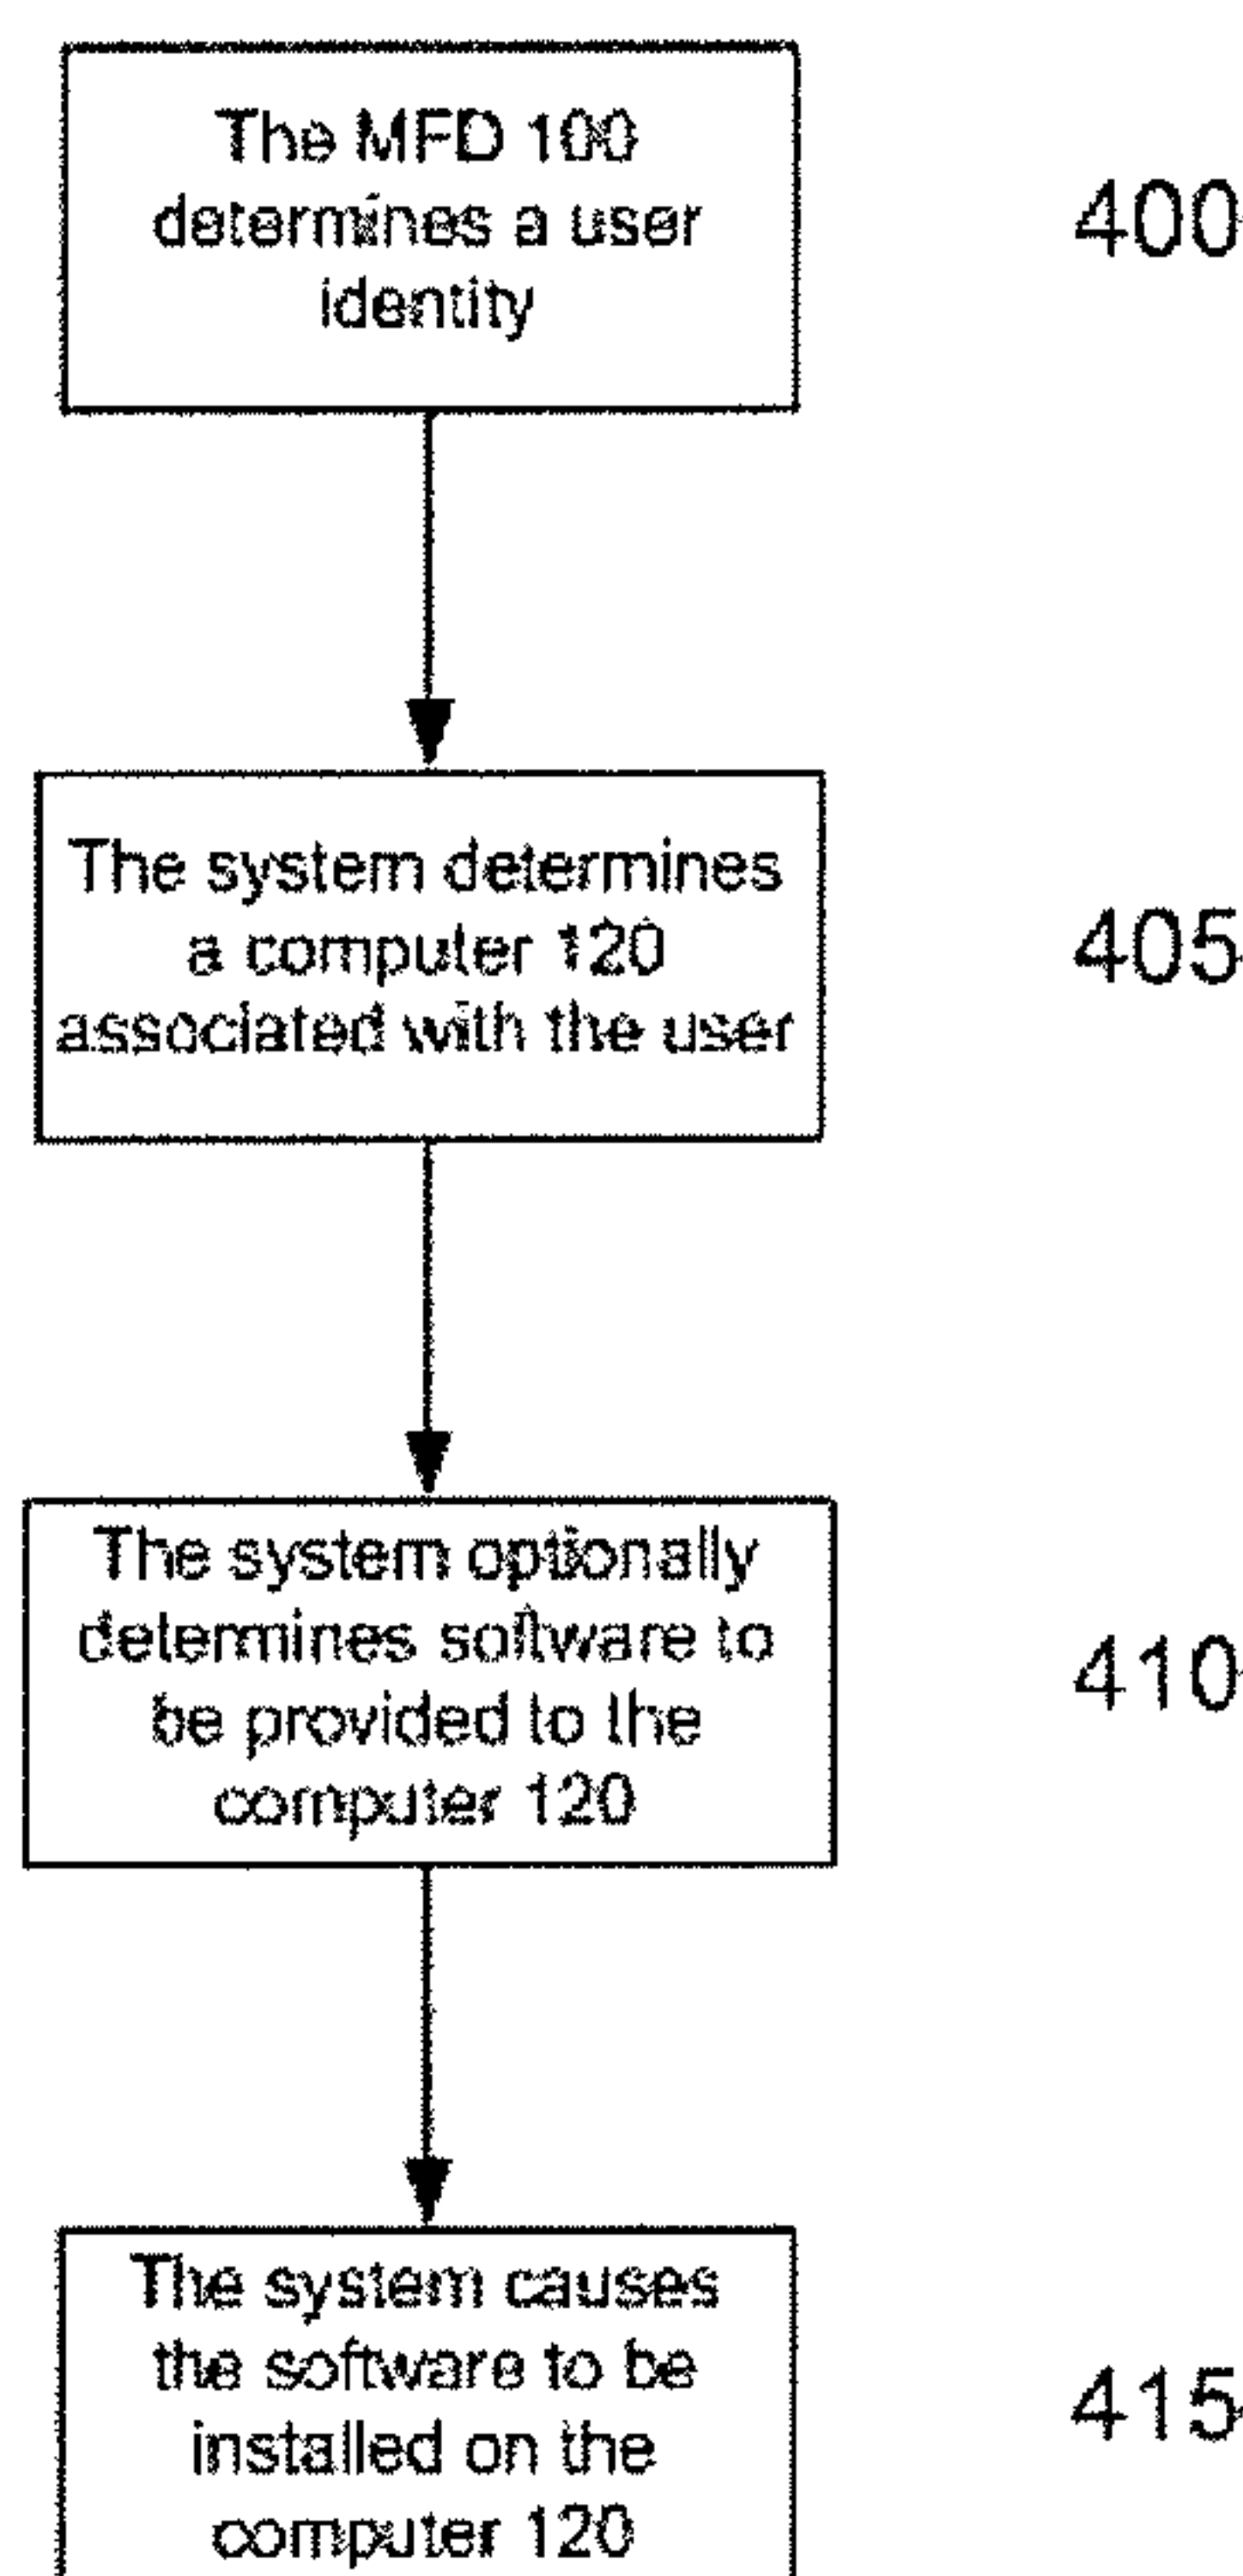 The MFD 100
determines a user
identity
400
The system determines
a computer 120
associated with the user
405
The system optionally
determines software to
be provided to the
computer 120
410
The system causes
the software to be
installed on the
computer 120
415